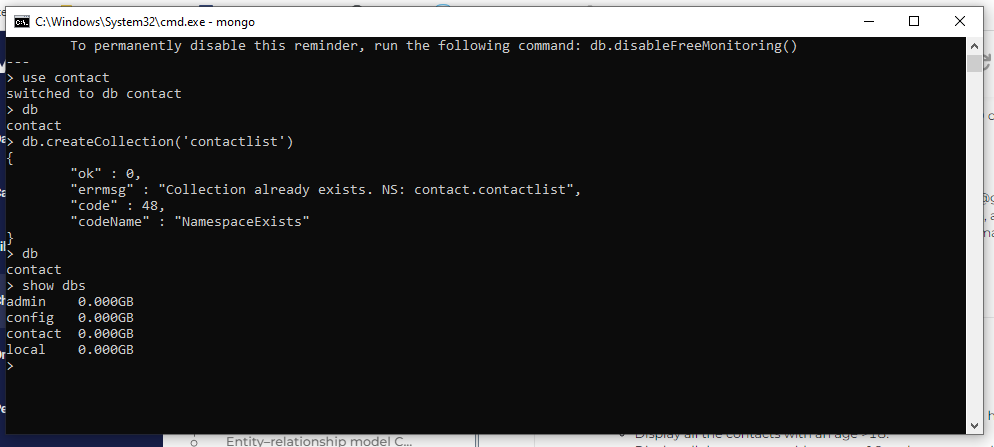 C:\Windows\System32\cmd.exe - mongo
To permanently disable this reminder, run the following command: db.disableFreeMonitoring()
---
> use contact
switched to db contact
> db
contact
> db.createCollection('contactlist')
{
"ok" : 0,
"errmsg" : "Collection already exists. NS: contact.contactlist",
"code" : 48,
"codeName" : "NamespaceExists"
}
> db
contact
> show dbs
admin 0.000GB
config 0.000GB
contact 0.000GB
local 0.000GB
>
Entity–relationship model C...
Display all the contacts with an age >18.